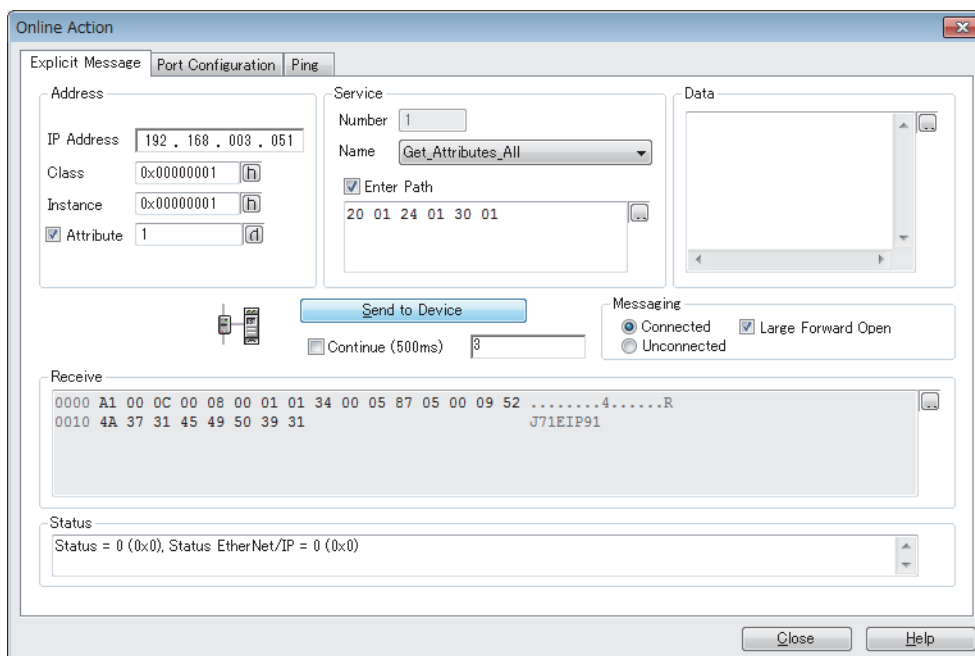 Online Action
Explicit Message Port Configuration Ping
Address
IP Address 192 . 168 . 003 . 051
Class 0x00000001 h
Instance 0x00000001 h
Attribute 1 d
Service
Number 1
Name Get_Attributes_All
Enter Path
20 01 24 01 30 01
Data
Send to Device
Continue (500ms) 3
Messaging
Connected Large Forward Open
Unconnected
Receive
0000 A1 00 0C 00 08 00 01 01 34 00 05 87 05 00 09 52 ........4......R
0010 4A 37 31 45 49 50 39 31 J71EIP91
Status
Status = 0 (0x0), Status EtherNet/IP = 0 (0x0)
Close Help